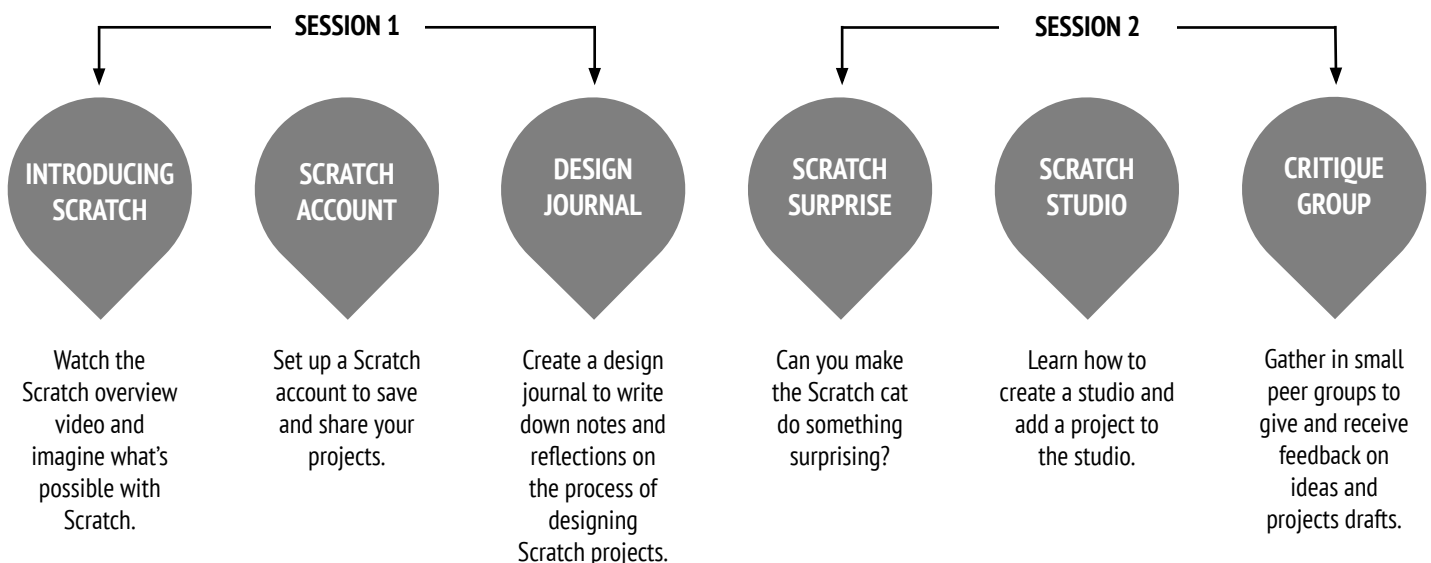 SESSION 1
INTRODUCING
SCRATCH
Watch the
Scratch overview
video and
imagine what's
possible with
Scratch.
SCRATCH
ACCOUNT
Set up a Scratch
account to save
and share your
projects.
DESIGN
JOURNAL
Create a design
journal to write
down notes and
reflections on
the process of
designing
Scratch projects.
SESSION 2
SCRATCH
SURPRISE
Can you make
the Scratch cat
do something
surprising?
SCRATCH
STUDIO
Learn how to
create a studio and
add a project to
the studio.
CRITIQUE
GROUP
Gather in small
peer groups to
give and receive
feedback on
ideas and
projects drafts.